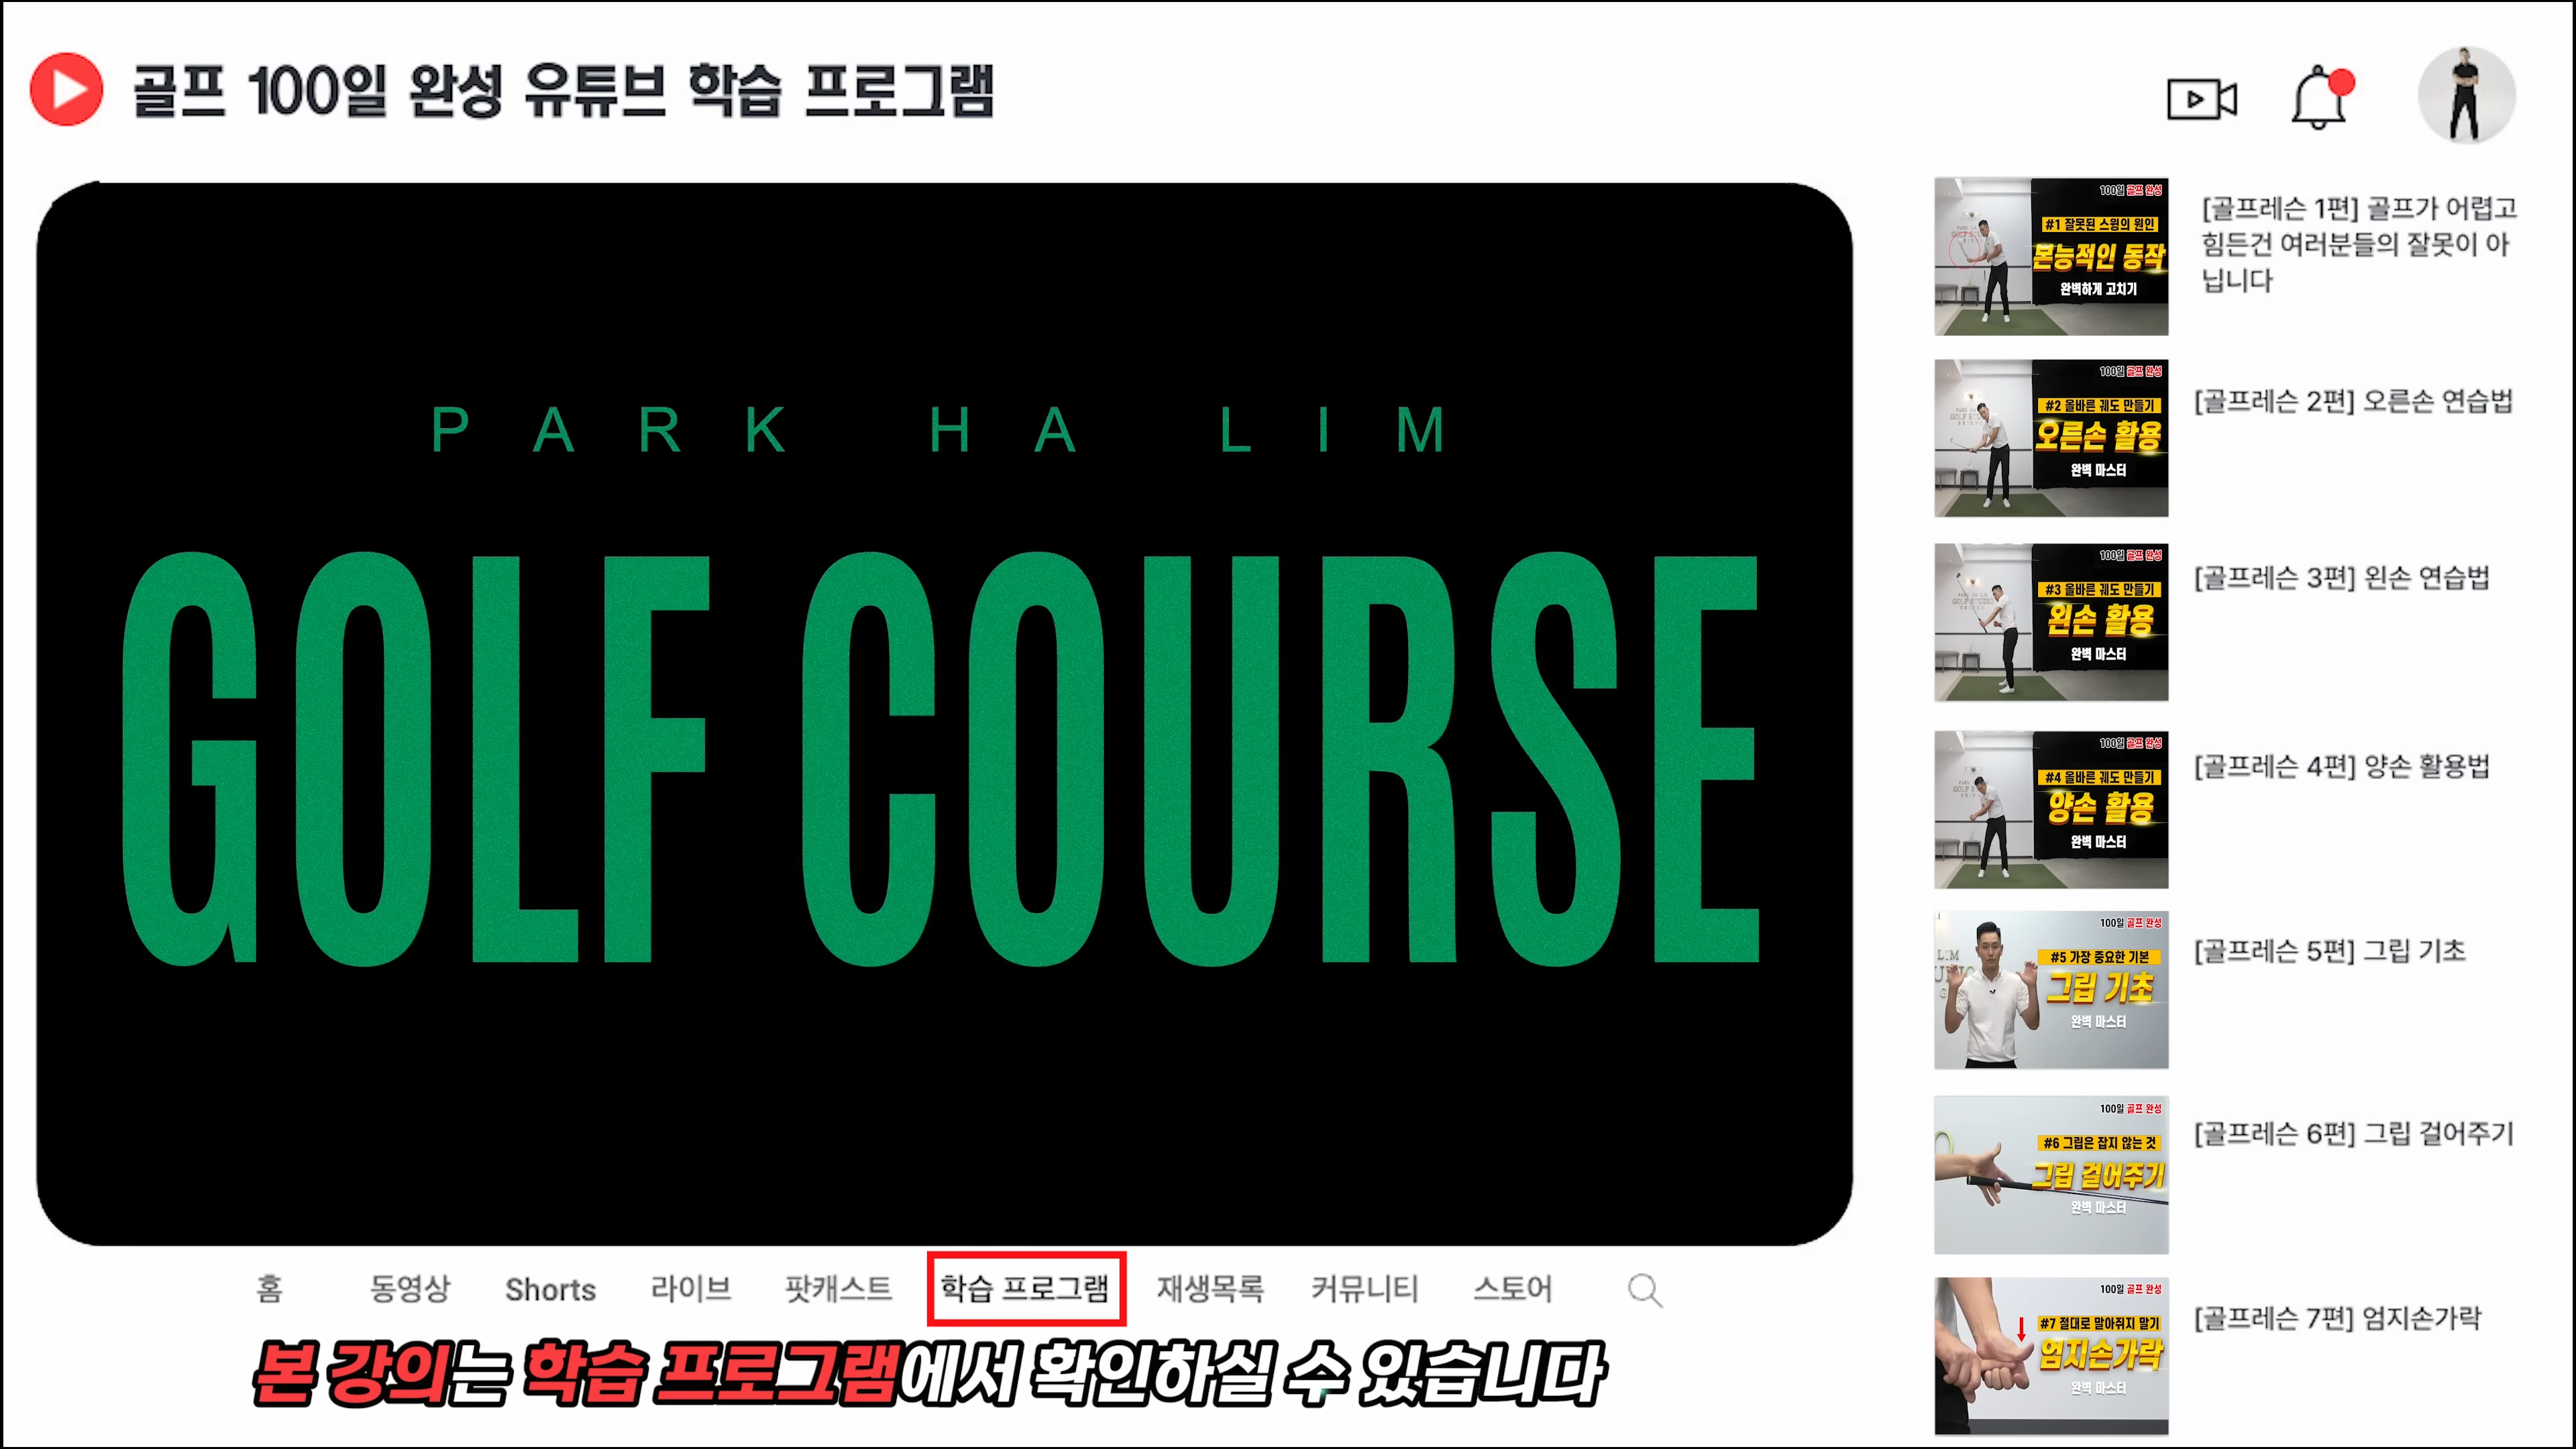 골프 100일 완성 유튜브 학습 프로그램
PARK HA LIM
GOLF COURSE
홈 동영상 Shorts 라이브 팟캐스트 학습 프로그램 재생목록 커뮤니티 스토어
본 강의는 학습 프로그램에서 확인하실 수 있습니다
100일 골프 완성
#1 잘못된 스윙의 원인
본능적인 동작
완벽하게 고치기
[골프레슨 1편] 골프가 어렵고
힘든건 여러분들의 잘못이 아
닙니다
100일 골프 완성
#2 올바른 궤도 만들기
오른손 활용
완벽 마스터
[골프레슨 2편] 오른손 연습법
100일 골프 완성
#3 올바른 궤도 만들기
왼손 활용
완벽 마스터
[골프레슨 3편] 왼손 연습법
100일 골프 완성
#4 올바른 궤도 만들기
양손 활용
완벽 마스터
[골프레슨 4편] 양손 활용법
100일 골프 완성
#5 가장 중요한 기본
그립 기초
완벽 마스터
[골프레슨 5편] 그립 기초
100일 골프 완성
#6 그립은 잡지 않는 것
그립 걸어주기
완벽 마스터
[골프레슨 6편] 그립 걸어주기
100일 골프 완성
#7 절대로 말아쥐지 말기
엄지손가락
완벽 마스터
[골프레슨 7편] 엄지손가락